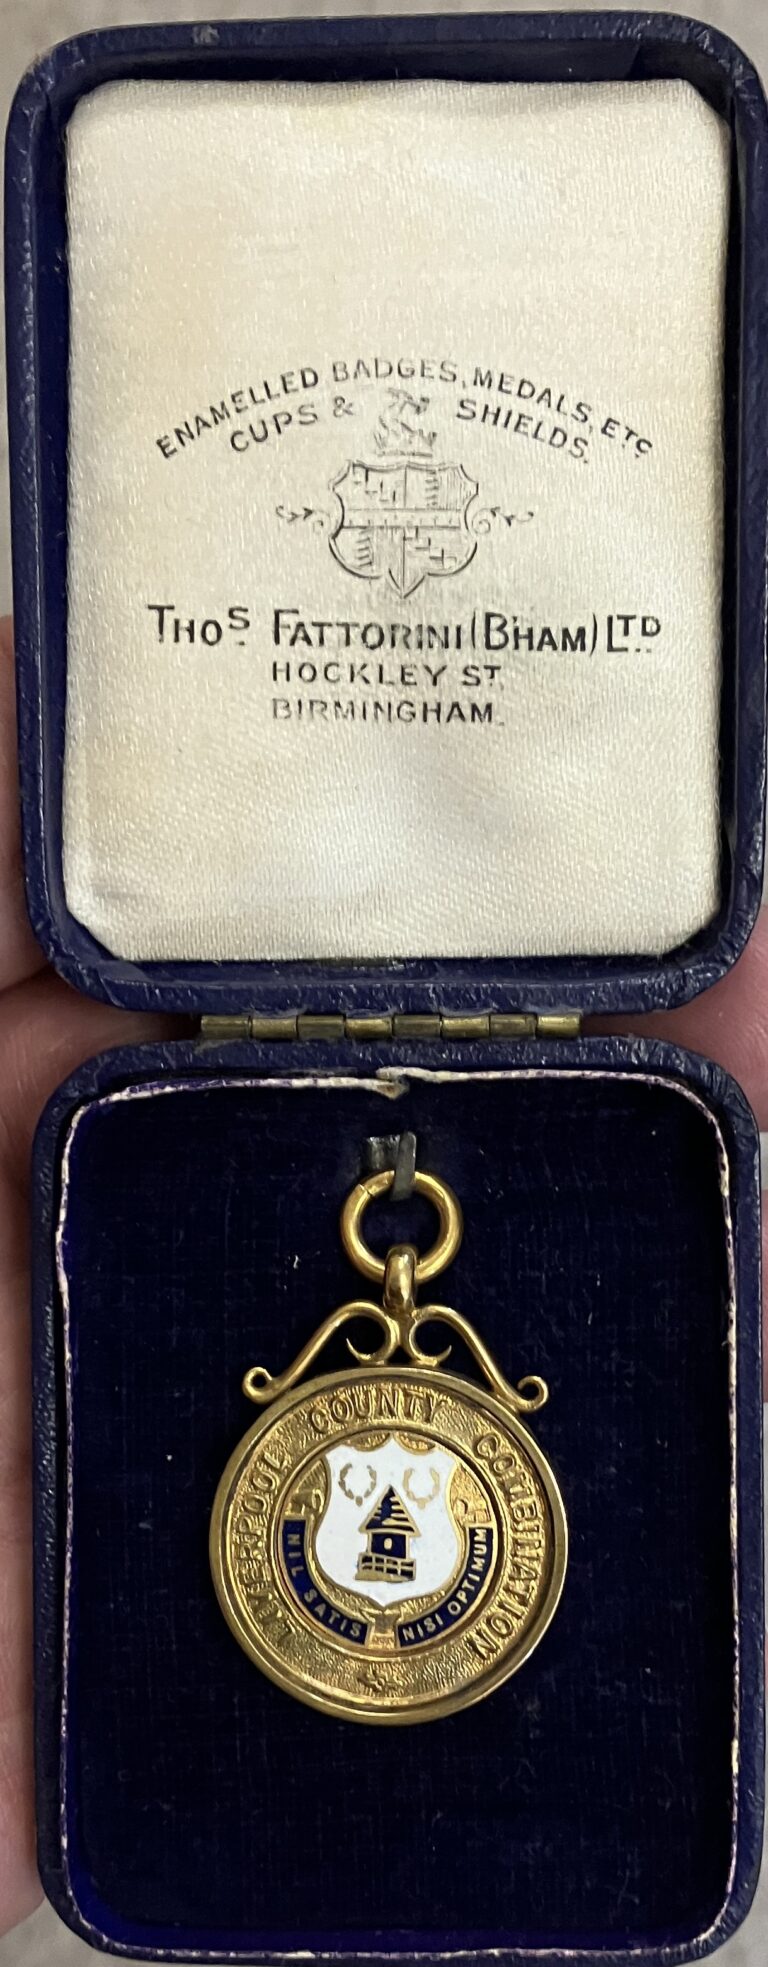 ENAMELLED BADGES, MEDALS, ETC
CUPS & SHIELDS.
THOS. FATTORINI (B'HAM) LTD.
HOCKLEY ST,
BIRMINGHAM.
LIVERPOOL COUNTY COMBINATION
NIL SATIS NISI OPTIMUM